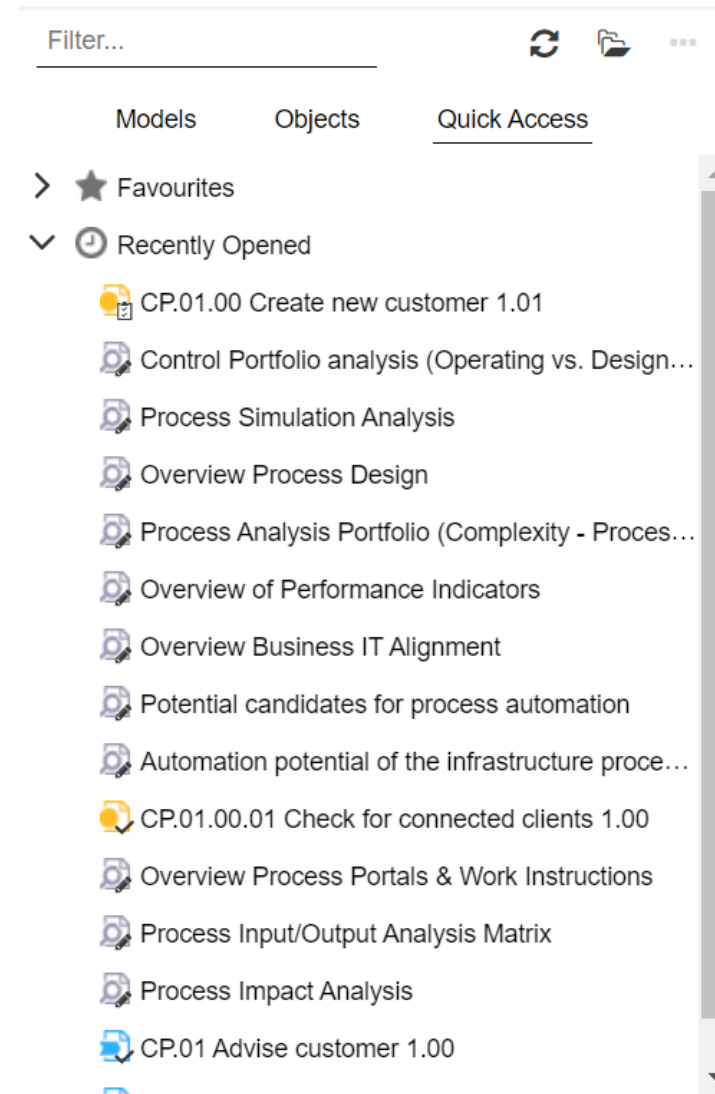 Filter...
Models Objects Quick Access
Favourites
Recently Opened
CP.01.00 Create new customer 1.01
Control Portfolio analysis (Operating vs. Design...
Process Simulation Analysis
Overview Process Design
Process Analysis Portfolio (Complexity - Proces...
Overview of Performance Indicators
Overview Business IT Alignment
Potential candidates for process automation
Automation potential of the infrastructure proce...
CP.01.00.01 Check for connected clients 1.00
Overview Process Portals & Work Instructions
Process Input/Output Analysis Matrix
Process Impact Analysis
CP.01 Advise customer 1.00